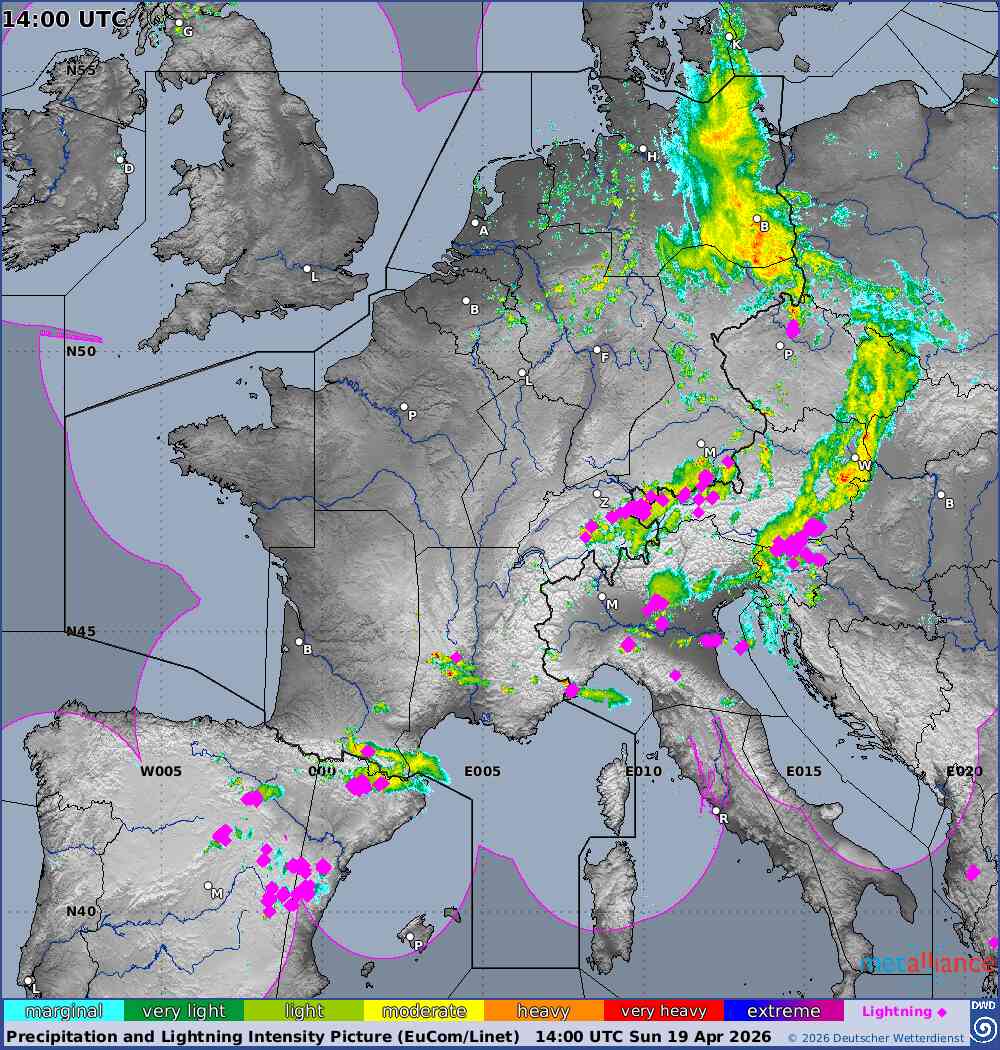 14:00 UTC
G
N55
K
D
H
A
B
L
B
N50
P
F
L
P
M
W
Z
B
M
N45
B
W005
000
E005
E010
E015
E020
R
M
N40
P
L
metalliance
marginal very light light moderate heavy very heavy extreme Lightning
DWD
Precipitation and Lightning Intensity Picture (EuCom/Linet) 14:00 UTC Sun 19 Apr 2026 © 2026 Deutscher Wetterdienst